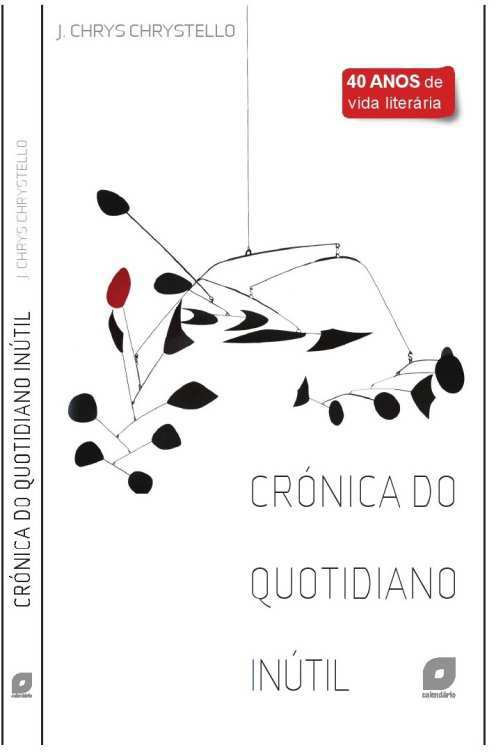 J. CHRYS CHRYSTELLO
40 ANOS de
vida literária
CRÓNICA DO
QUOTIDIANO
INÚTIL
calendário
CRÓNICA DO QUOTIDIANO INÚTIL J. CHRYS CHRYSTELLO
calendário